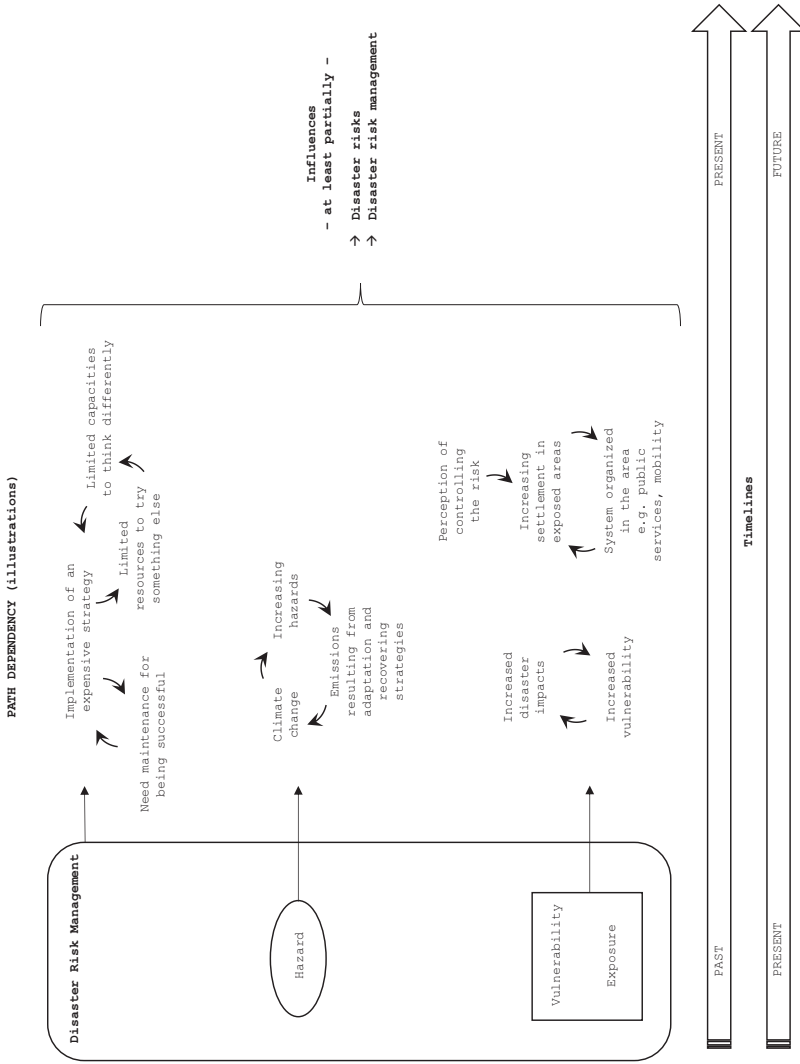 PATH DEPENDENCY (illustrations)
Disaster Risk Management
Implementation of an
expensive strategy
Need maintenance for
being successful
Limited
resources to try
something else
Limited capacities
to think differently
Hazard
Climate
change
Increasing
hazards
Emissions
resulting from
adaptation and
recovering
strategies
Vulnerability
Exposure
Increased
disaster
impacts
Increased
vulnerability
Perception of
controlling
the risk
Increasing
settlement in
exposed areas
System organized
in the area
e.g. public
services, mobility
Influences
- at least partially -
→ Disaster risks
→ Disaster risk management
PAST
PRESENT
Timelines
PRESENT
FUTURE